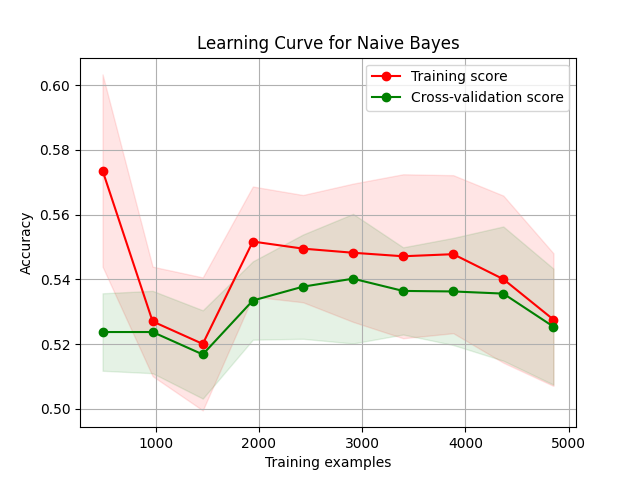 Learning Curve for Naive Bayes
Training score
Cross-validation score
0.60
0.58
0.56
0.54
0.52
0.50
Accuracy
1000 2000 3000 4000 5000
Training examples